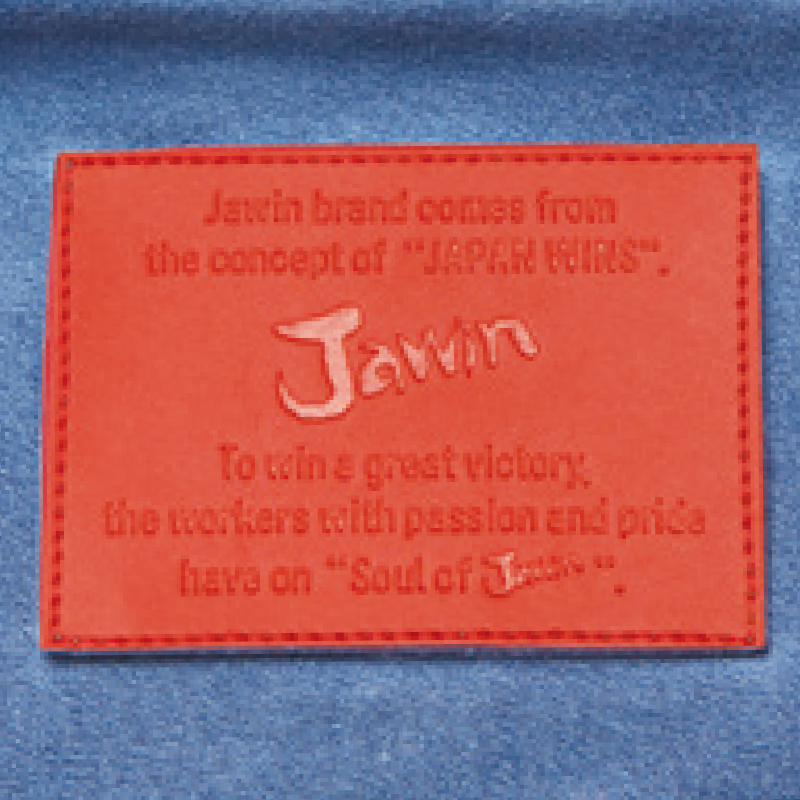 Jawin brand comes from
the concept of "JAPAN WINS".
Jawin
To win a great victory,
the workers with passion and pride
have on "Soul of Jawin".